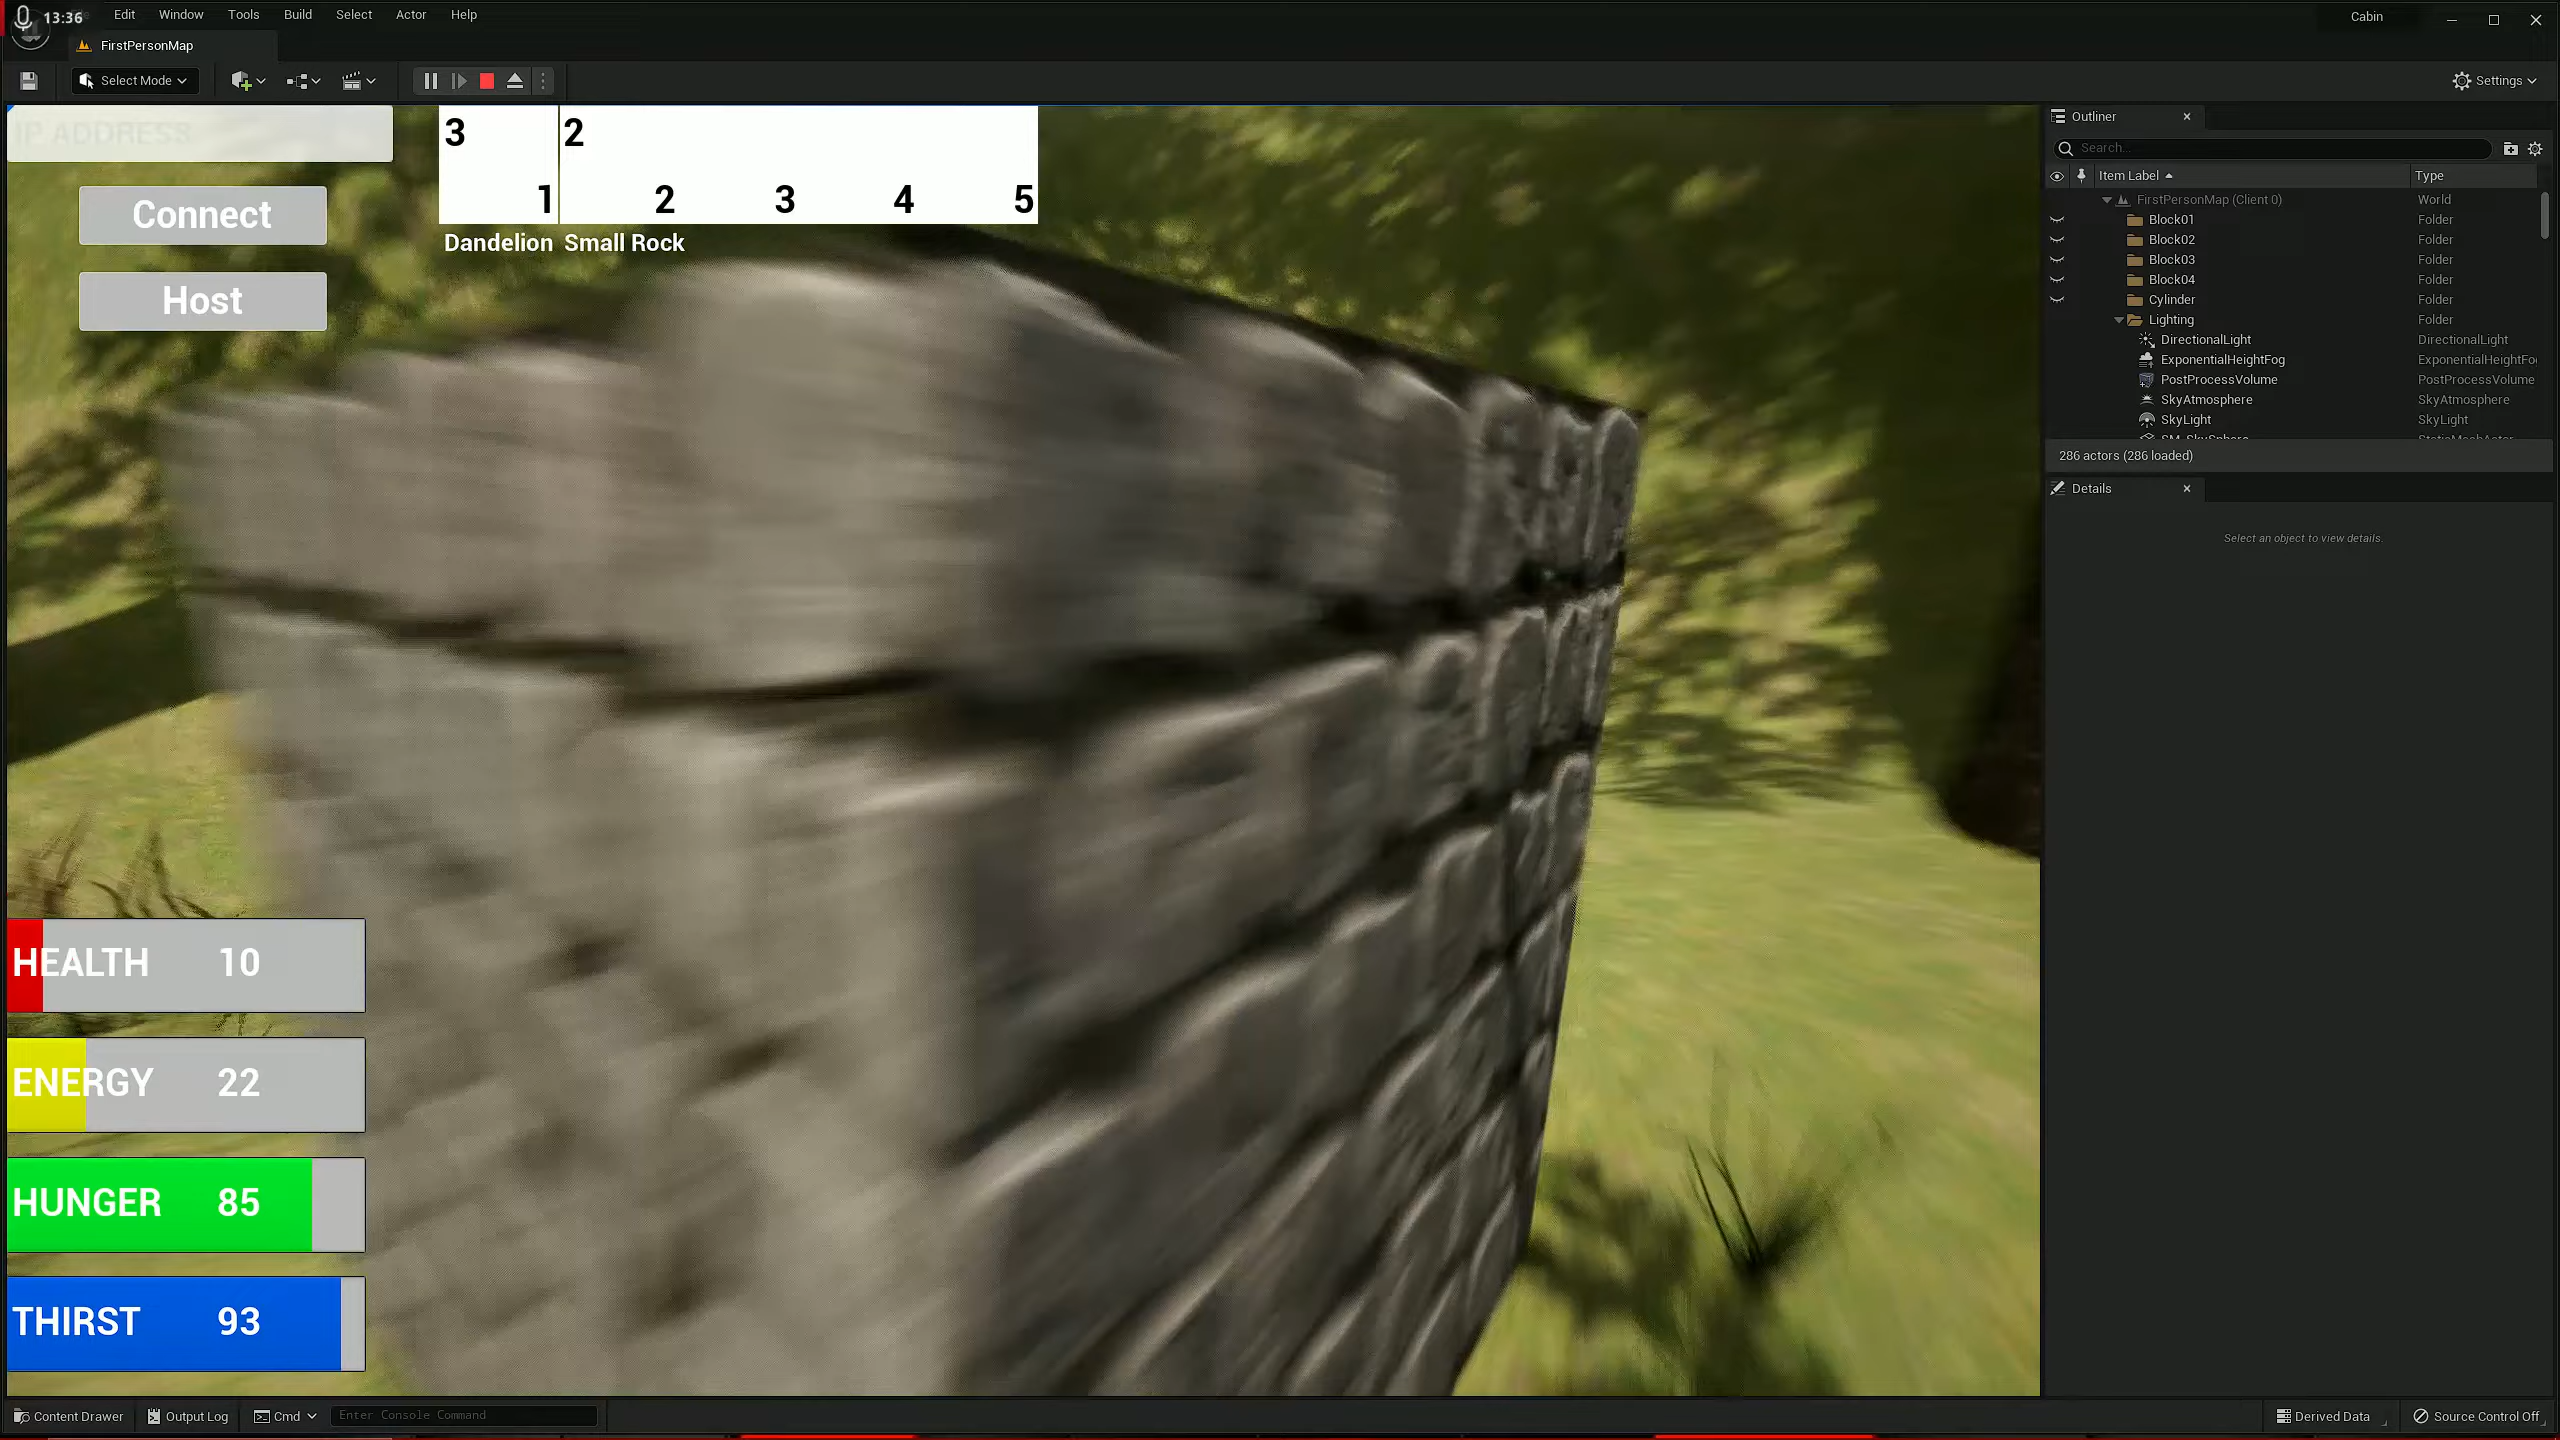 13:36
Edit Window Tools Build Select Actor Help
Cabin
FirstPersonMap
Select Mode
Settings
IP ADDRESS
Connect
Host
3 2
1 2 3 4 5
Dandelion Small Rock
HEALTH 10
ENERGY 22
HUNGER 85
THIRST 93
Outliner
Search...
Item Label Type
FirstPersonMap (Client 0) World
Block01 Folder
Block02 Folder
Block03 Folder
Block04 Folder
Cylinder Folder
Lighting Folder
DirectionalLight DirectionalLight
ExponentialHeightFog ExponentialHeightFo
PostProcessVolume PostProcessVolume
SkyAtmosphere SkyAtmosphere
SkyLight SkyLight
SM_SkySphere StaticMeshActor
286 actors (286 loaded)
Details
Select an object to view details.
Content Drawer Output Log Cmd Enter Console Command
Derived Data Source Control Off